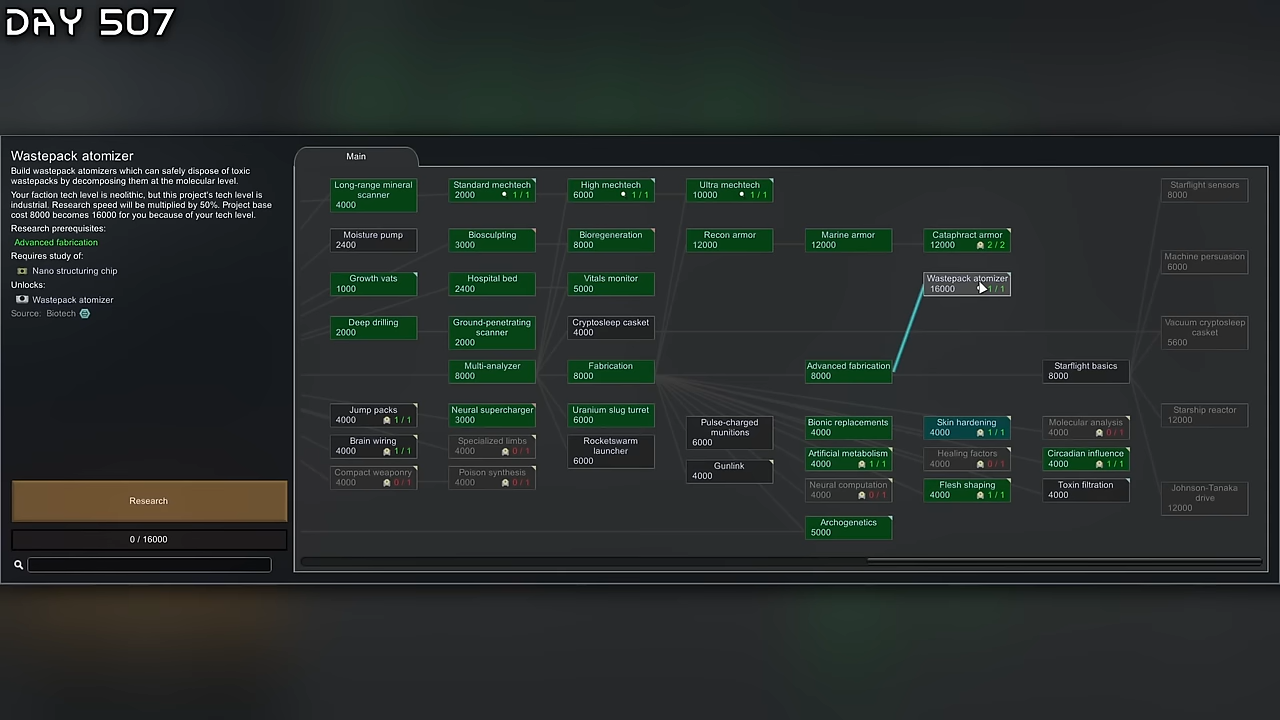 DAY 507
Wastepack atomizer
Build wastepack atomizers which can safely dispose of toxic
wastepacks by decomposing them at the molecular level.
Your faction tech level is neolithic, but this project's tech level is
industrial. Research speed will be multiplied by 50%. Project base
cost 8000 becomes 16000 for you because of your tech level.
Research prerequisites:
Advanced fabrication
Requires study of:
Nano structuring chip
Unlocks:
Wastepack atomizer
Source: Biotech
Research
0 / 16000
Main
Long-range mineral
scanner
4000
Standard mechtech
2000 1 / 1
High mechtech
6000 1 / 1
Ultra mechtech
10000 1 / 1
Starflight sensors
8000
Moisture pump
2400
Biosculpting
3000
Bioregeneration
8000
Recon armor
12000
Marine armor
12000
Cataphract armor
12000 2 / 2
Machine persuasion
6000
Growth vats
1000
Hospital bed
2400
Vitals monitor
5000
Wastepack atomizer
16000 1 / 1
Deep drilling
2000
Ground-penetrating
scanner
2000
Cryptosleep casket
4000
Vacuum cryptosleep
casket
5600
Multi-analyzer
8000
Fabrication
8000
Advanced fabrication
8000
Starflight basics
8000
Jump packs
4000 1 / 1
Neural supercharger
3000
Uranium slug turret
6000
Pulse-charged
munitions
6000
Bionic replacements
4000
Skin hardening
4000 1 / 1
Molecular analysis
4000 0 / 1
Starship reactor
12000
Brain wiring
4000 1 / 1
Specialized limbs
4000 0 / 1
Rocketswarm
launcher
6000
Gunlink
4000
Artificial metabolism
4000 1 / 1
Healing factors
4000 0 / 1
Circadian influence
4000 1 / 1
Compact weaponry
4000 0 / 1
Poison synthesis
4000 0 / 1
Neural computation
4000 0 / 1
Flesh shaping
4000 1 / 1
Toxin filtration
4000
Johnson-Tanaka
drive
12000
Archogenetics
5000